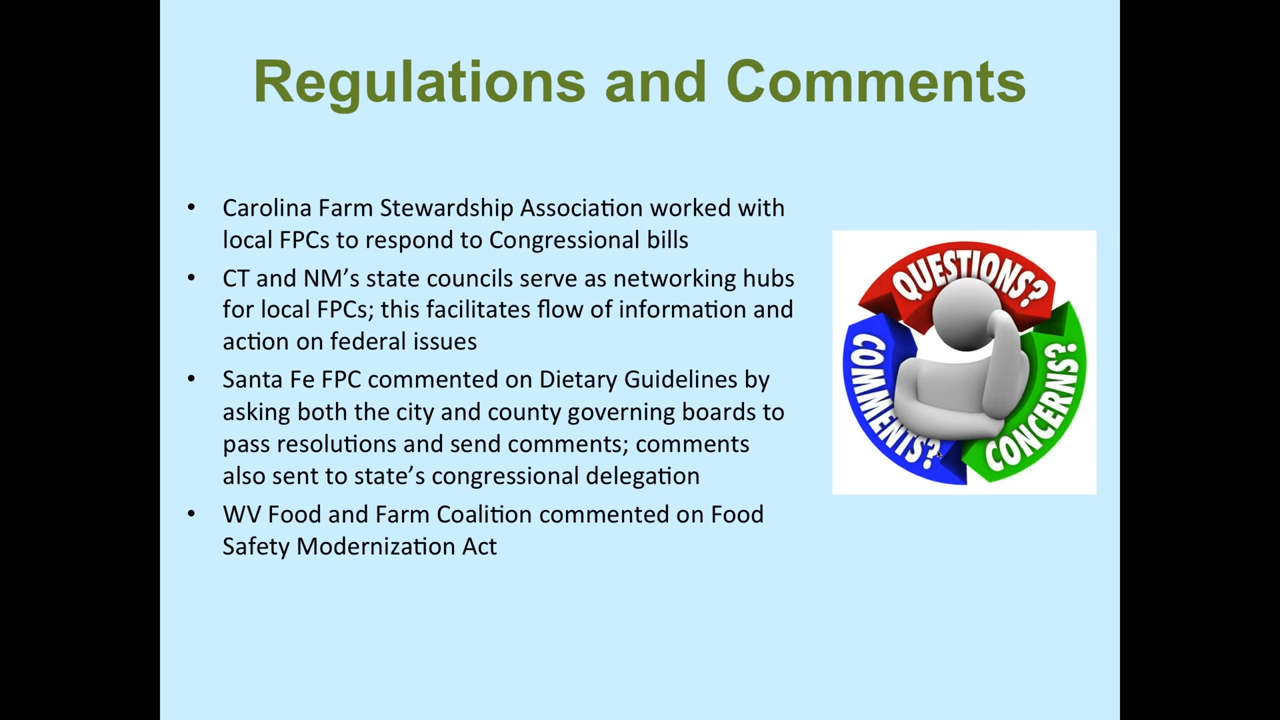 Regulations and Comments
• Carolina Farm Stewardship Association worked with
local FPCs to respond to Congressional bills
• CT and NM’s state councils serve as networking hubs
for local FPCs; this facilitates flow of information and
action on federal issues
• Santa Fe FPC commented on Dietary Guidelines by
asking both the city and county governing boards to
pass resolutions and send comments; comments
also sent to state’s congressional delegation
• WV Food and Farm Coalition commented on Food
Safety Modernization Act
QUESTIONS?
CONCERNS?
COMMENTS?